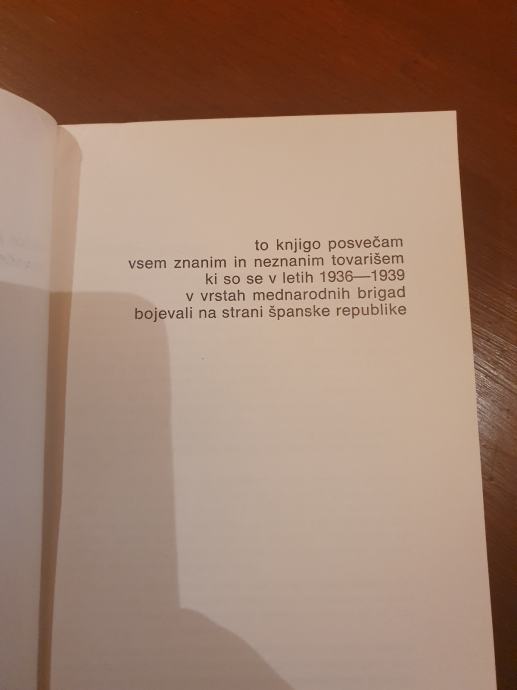 to knjigo posvečam
vsem znanim in neznanim tovarišem
ki so se v letih 1936—1939
v vrstah mednarodnih brigad
bojevali na strani španske republike